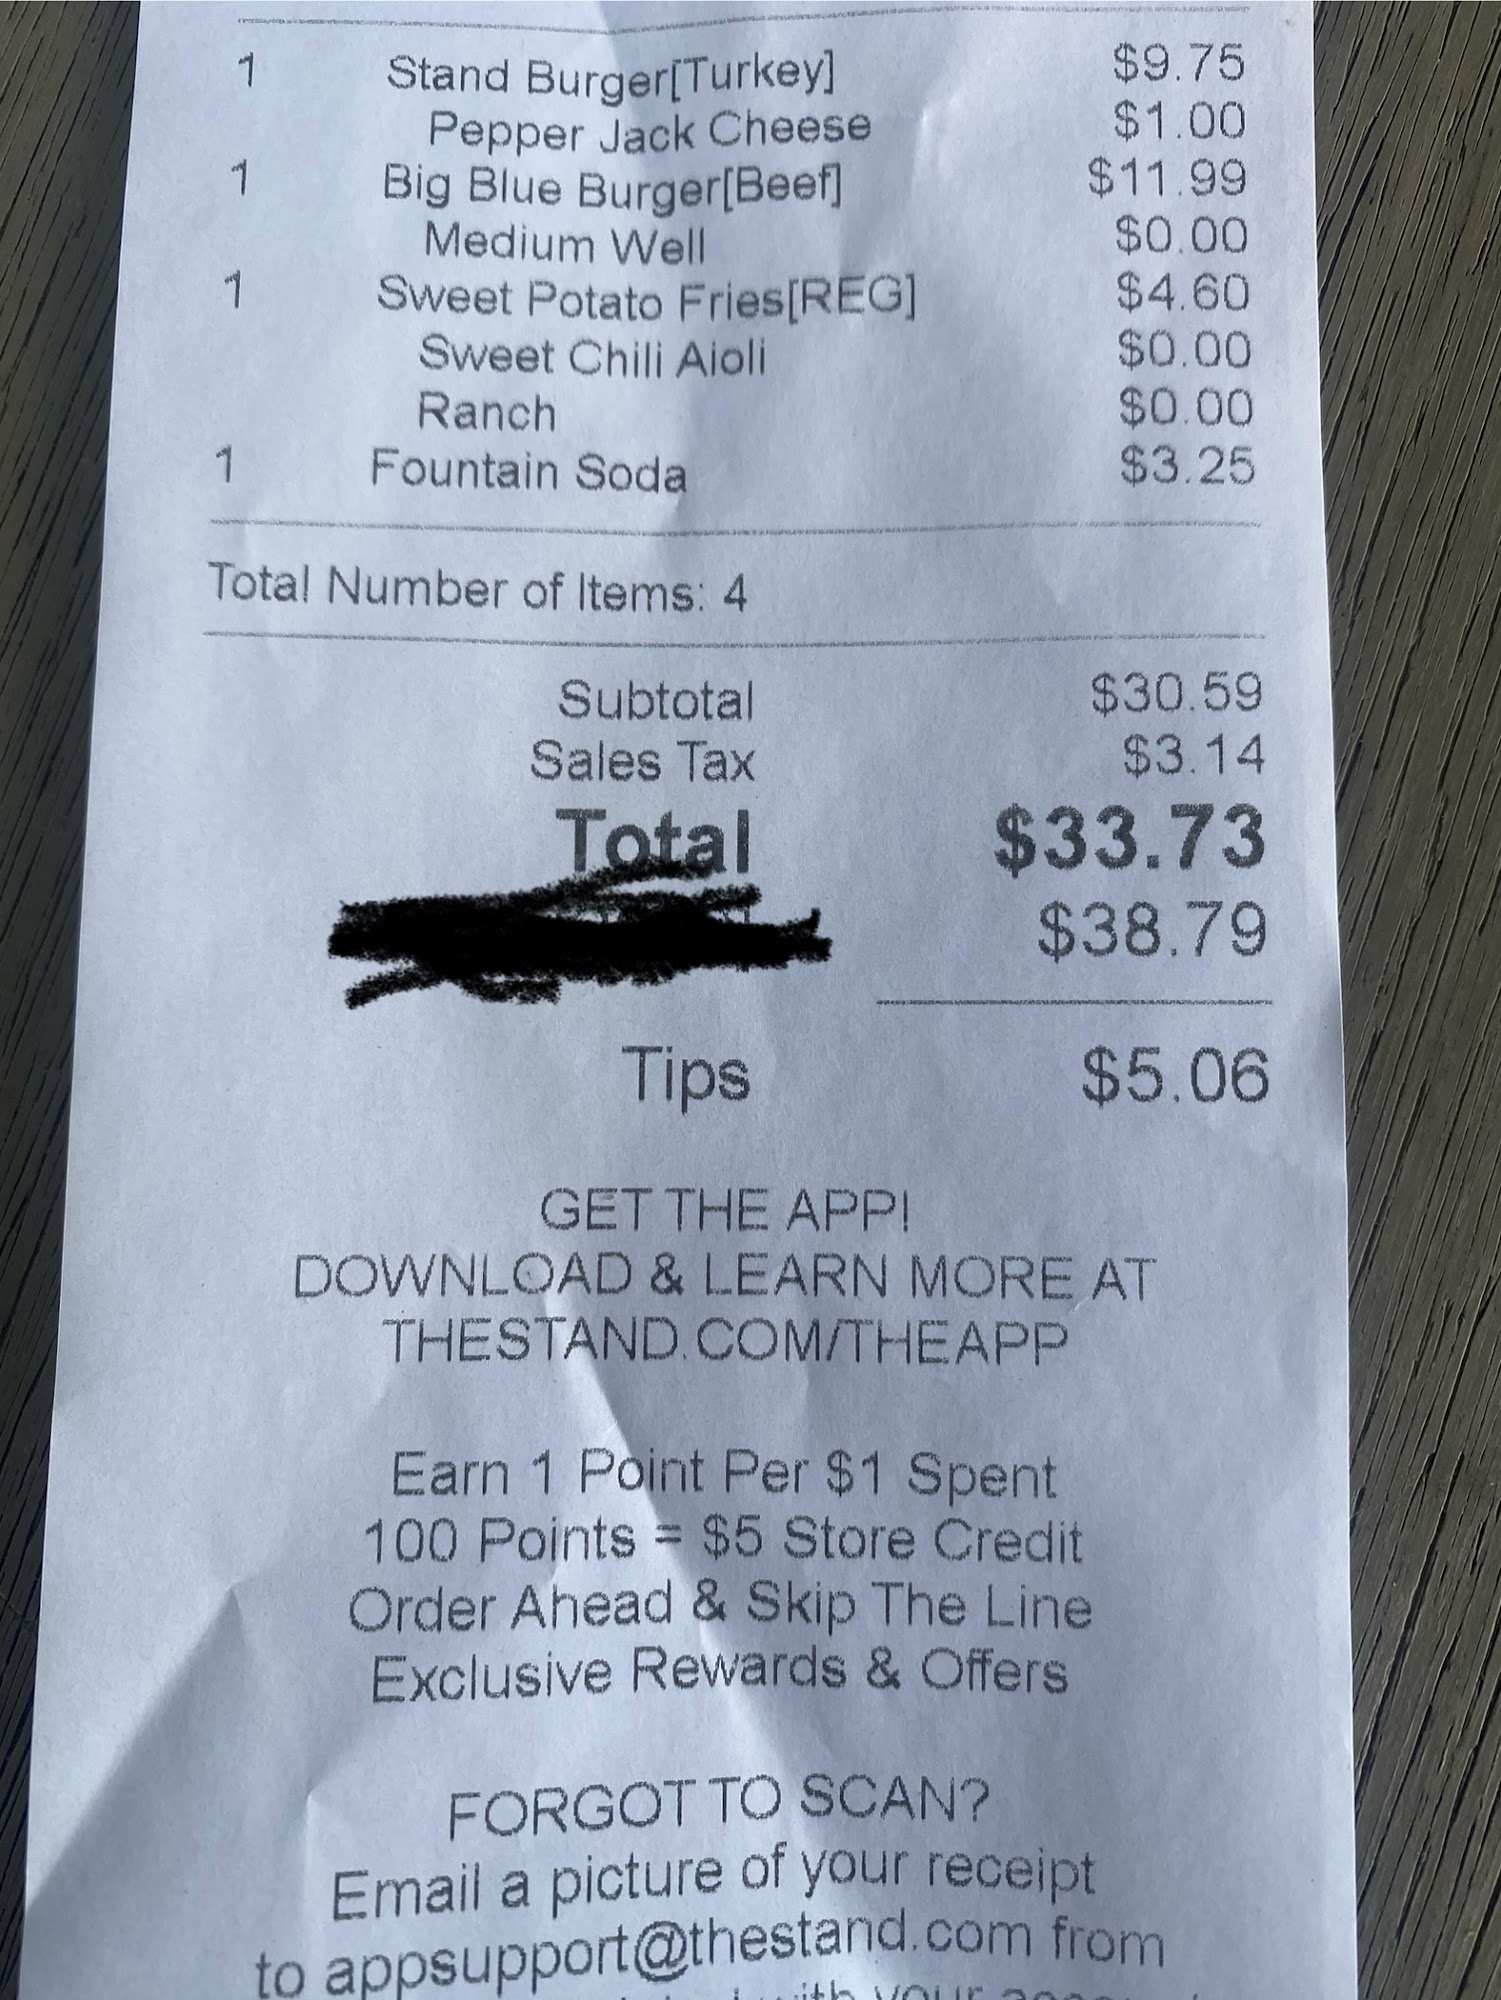 1 Stand Burger[Turkey] $9.75
Pepper Jack Cheese $1.00
1 Big Blue Burger[Beef] $11.99
Medium Well $0.00
1 Sweet Potato Fries[REG] $4.60
Sweet Chili Aioli $0.00
Ranch $0.00
1 Fountain Soda $3.25
Total Number of Items: 4
Subtotal $30.59
Sales Tax $3.14
Total $33.73
$38.79
Tips $5.06
GET THE APP!
DOWNLOAD & LEARN MORE AT
THESTAND.COM/THEAPP
Earn 1 Point Per $1 Spent
100 Points = $5 Store Credit
Order Ahead & Skip The Line
Exclusive Rewards & Offers
FORGOT TO SCAN?
Email a picture of your receipt
to appsupport@thestand.com from
with your